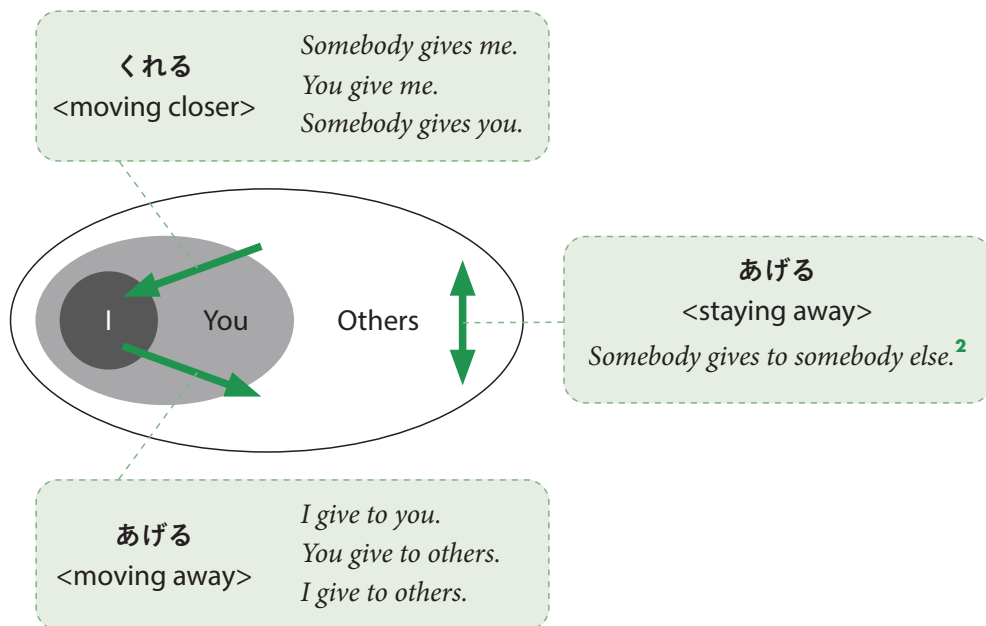 くれる
<moving closer>
Somebody gives me.
You give me.
Somebody gives you.
I
You
Others
あげる
<staying away>
Somebody gives to somebody else.2
あげる
<moving away>
I give to you.
You give to others.
I give to others.